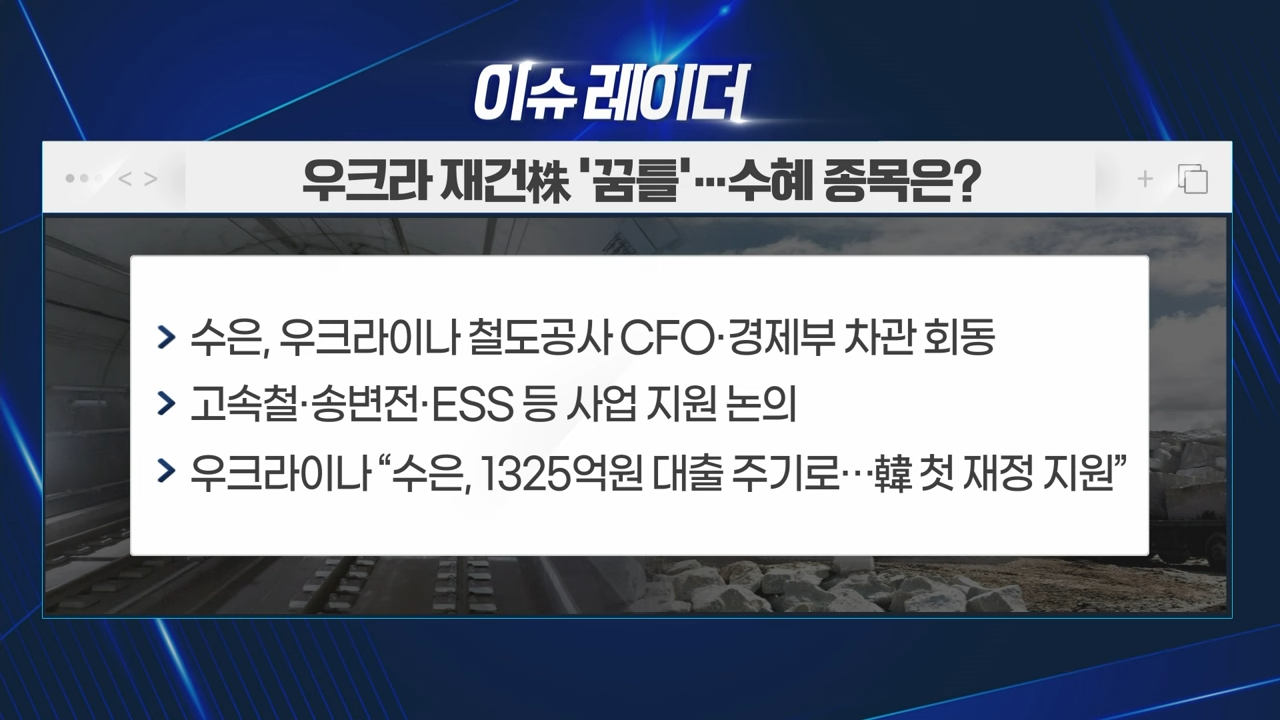 이슈 레이더
우크라 재건株 '꿈틀'…수혜 종목은?
수은, 우크라이나 철도공사 CFO·경제부 차관 회동
고속철·송변전·ESS 등 사업 지원 논의
우크라이나 “수은, 1325억원 대출 주기로…韓 첫 재정 지원”